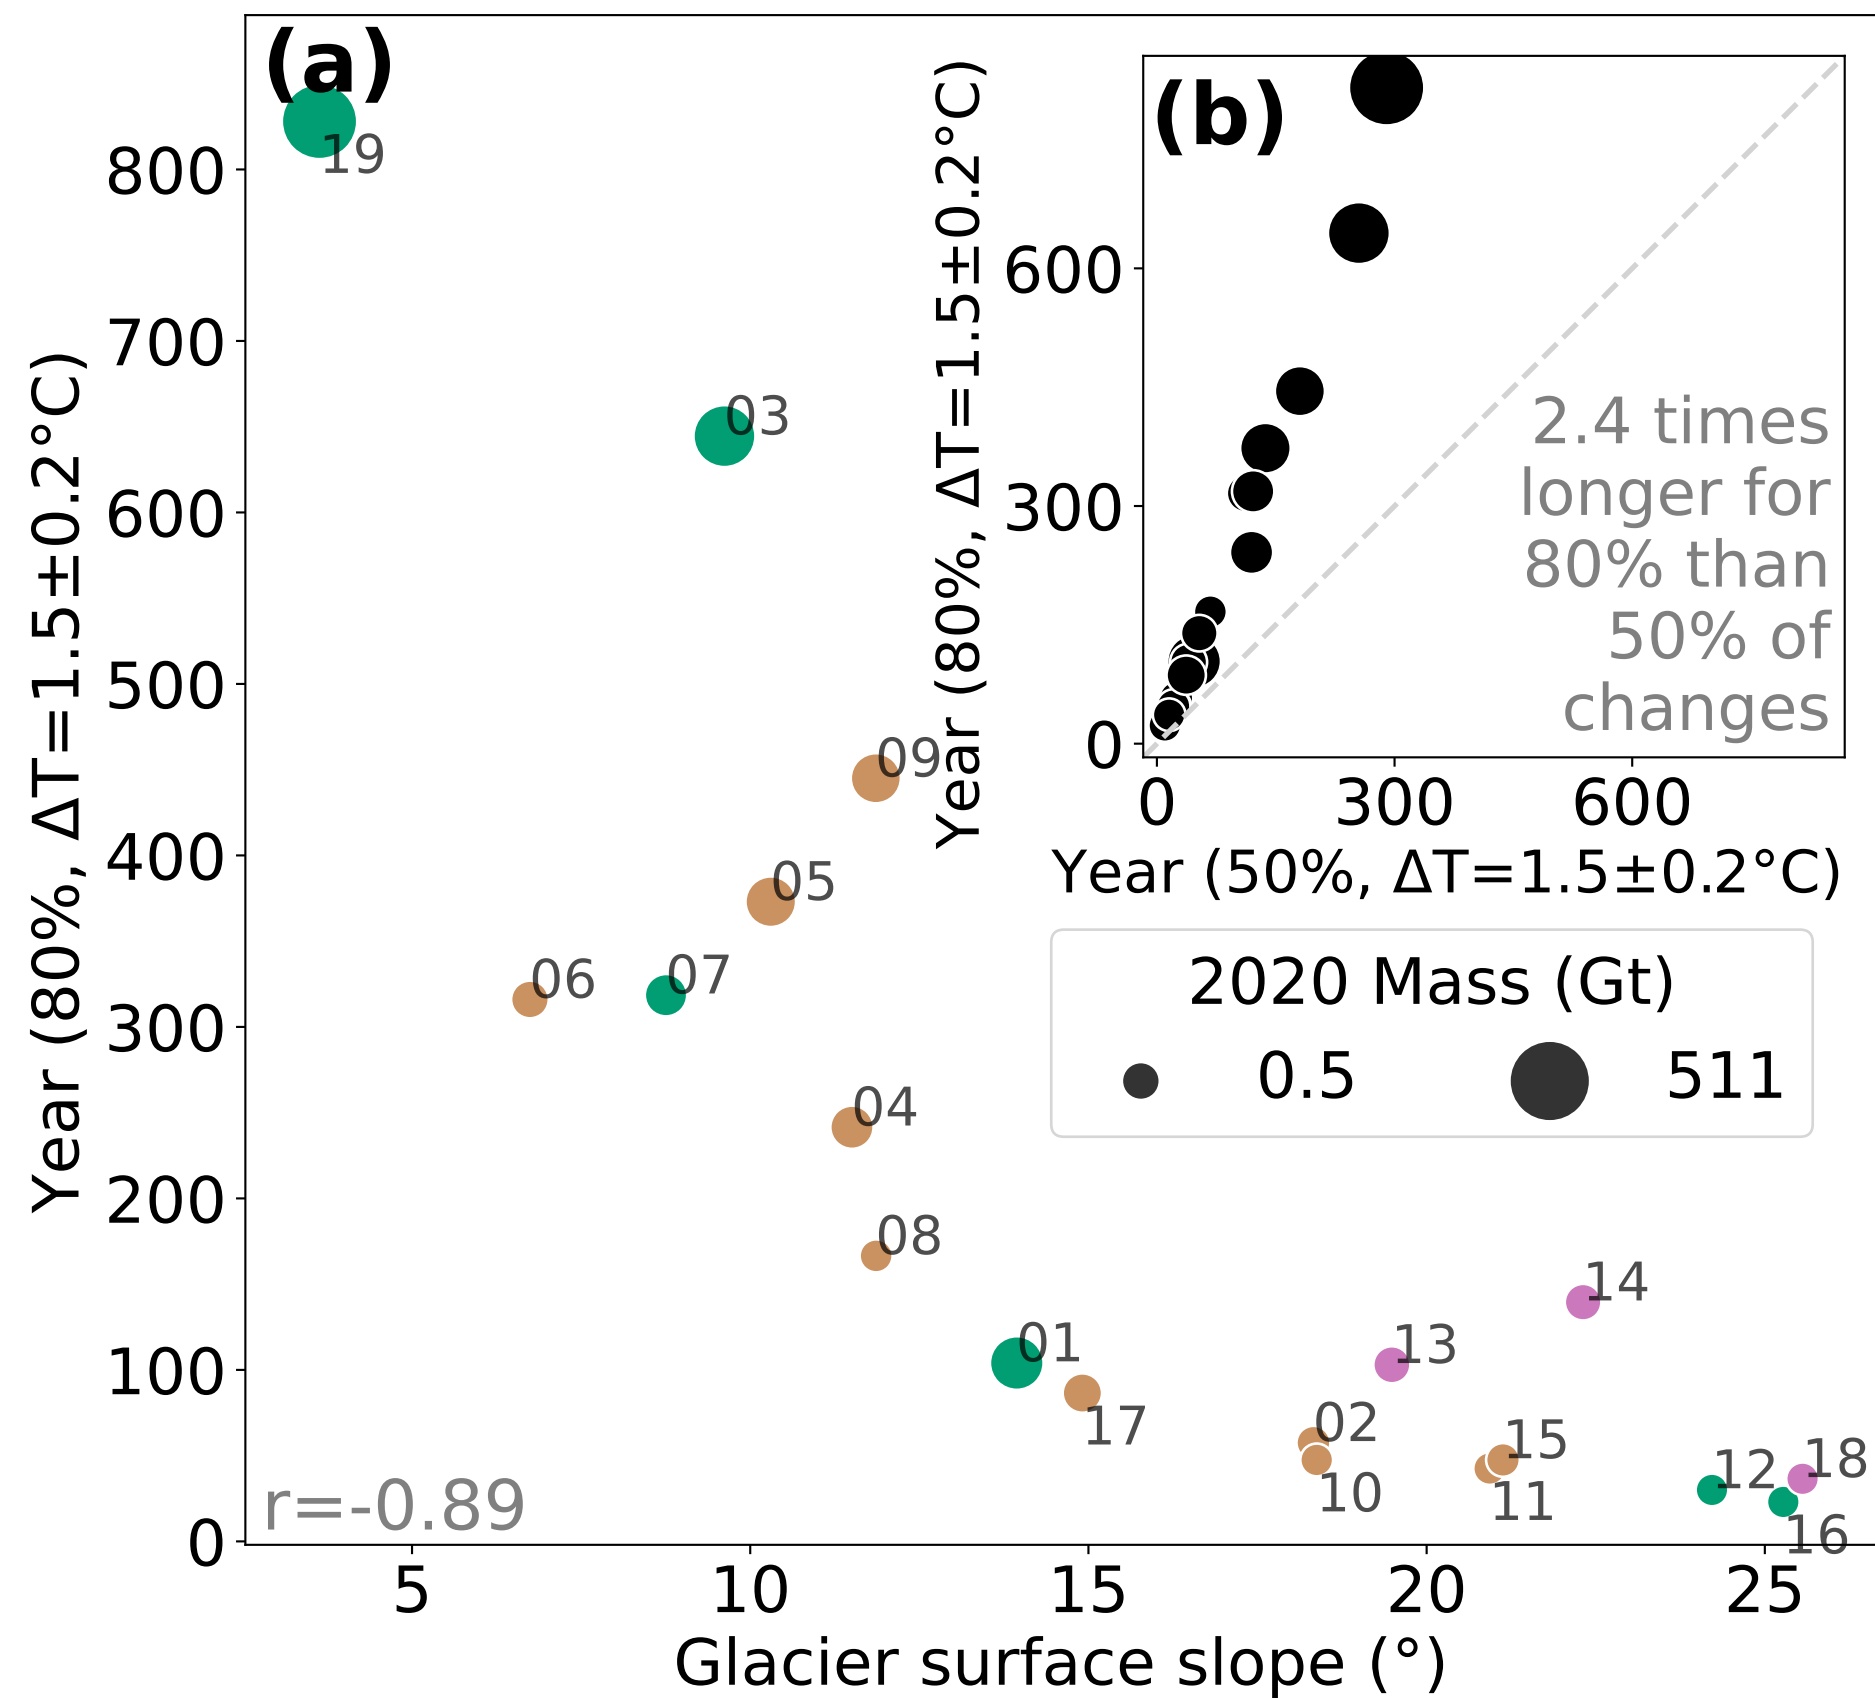 (a)
19
03
09
05
06
07
04
08
01
17
02
10
13
14
15
11
12
18
16
r=-0.89
800
700
600
500
400
300
200
100
0
Year (80%, ΔT=1.5±0.2°C)
5 10 15 20 25
Glacier surface slope (°)
(b)
600
300
0
Year (80%, ΔT=1.5±0.2°C)
2.4 times
longer for
80% than
50% of
changes
0 300 600
Year (50%, ΔT=1.5±0.2°C)
2020 Mass (Gt)
0.5 511